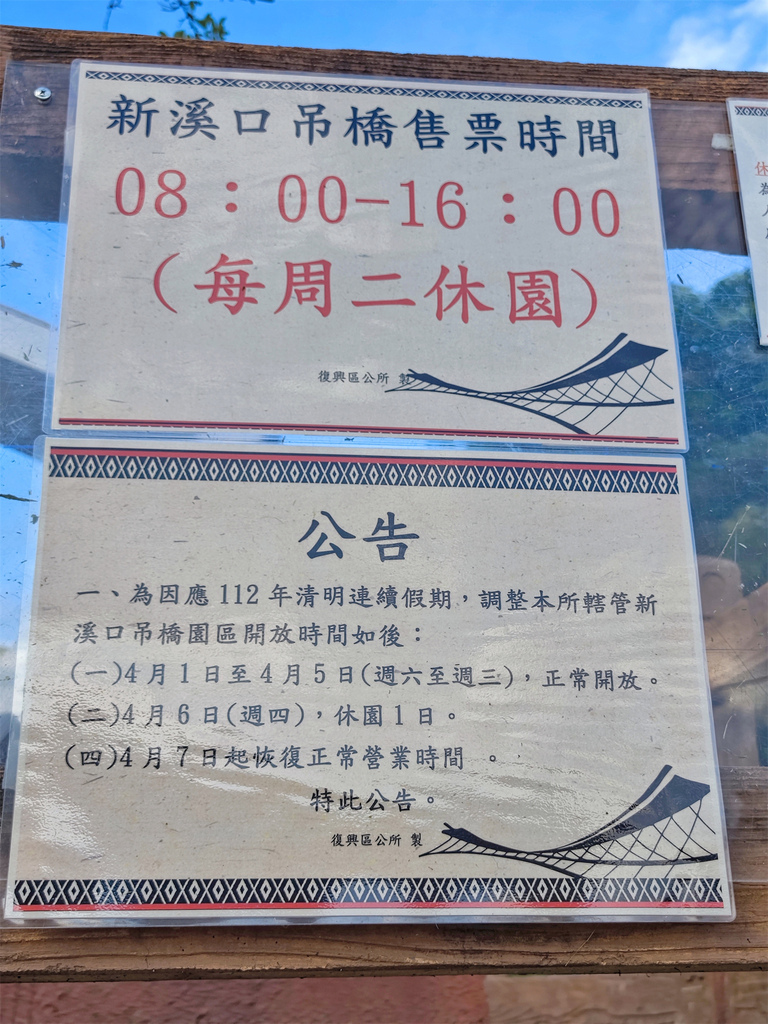 新溪口吊橋售票時間
08：00-16：00
（每周二休園）
復興區公所 製
公告
一、為因應112年清明連續假期，調整本所轄管新
溪口吊橋園區開放時間如後：
(一)4月1日至4月5日(週六至週三)，正常開放。
(二)4月6日(週四)，休園1日。
(四)4月7日起恢復正常營業時間 。
特此公告。
復興區公所 製
休
為